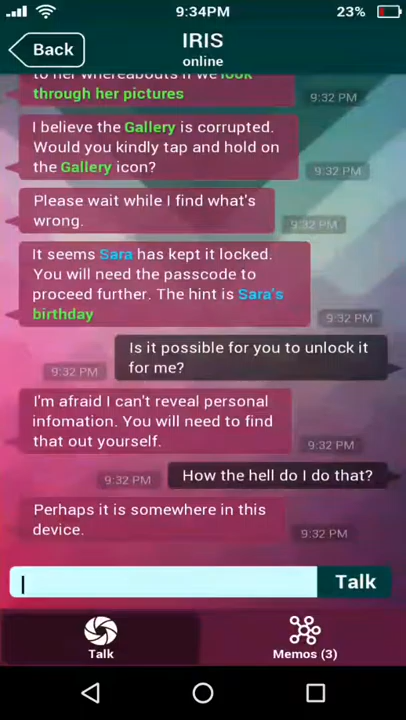 9:34PM
23%
Back
IRIS
online
to her whereabouts if we look
through her pictures
9:32 PM
I believe the Gallery is corrupted.
Would you kindly tap and hold on
the Gallery icon?
9:32 PM
Please wait while I find what's
wrong.
9:32 PM
It seems Sara has kept it locked.
You will need the passcode to
proceed further. The hint is Sara's
birthday
9:32 PM
Is it possible for you to unlock it
for me?
9:32 PM
I'm afraid I can't reveal personal
infomation. You will need to find
that out yourself.
9:32 PM
How the hell do I do that?
9:32 PM
Perhaps it is somewhere in this
device.
9:32 PM
Talk
Talk
Memos (3)